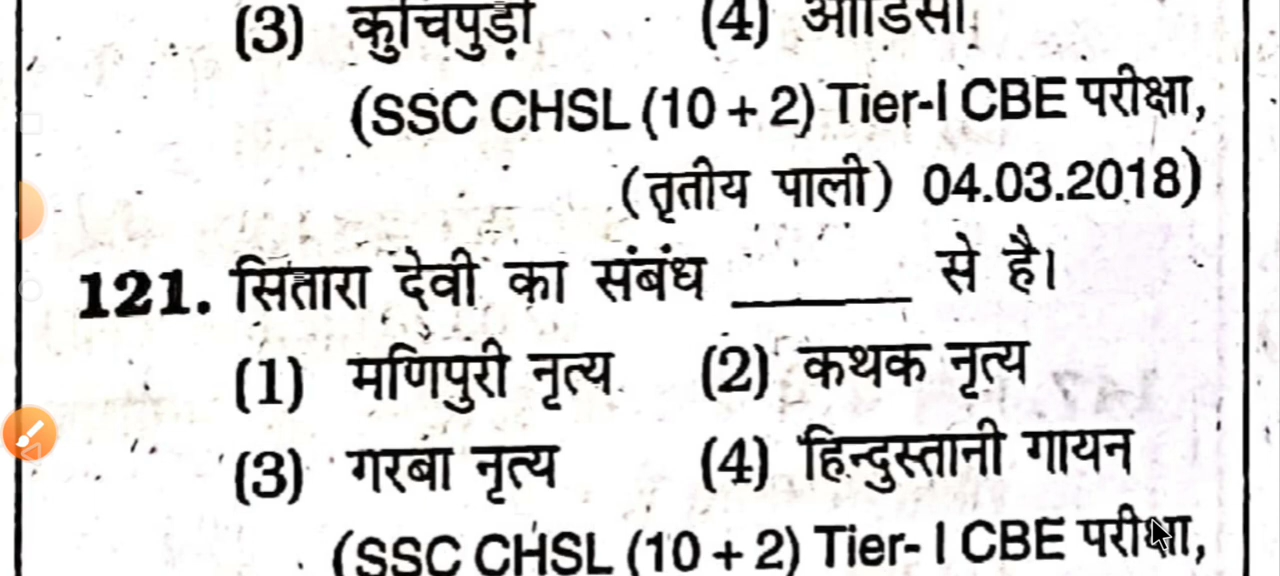 (3) कुचिपुड़ी (4) ओडिसी
(SSC CHSL (10 + 2) Tier-I CBE परीक्षा,
(तृतीय पाली) 04.03.2018)
121. सितारा देवी का संबंध ______ से है।
(1) मणिपुरी नृत्य (2) कथक नृत्य
(3) गरबा नृत्य (4) हिन्दुस्तानी गायन
(SSC CHSL (10 + 2) Tier- I CBE परीक्षा,